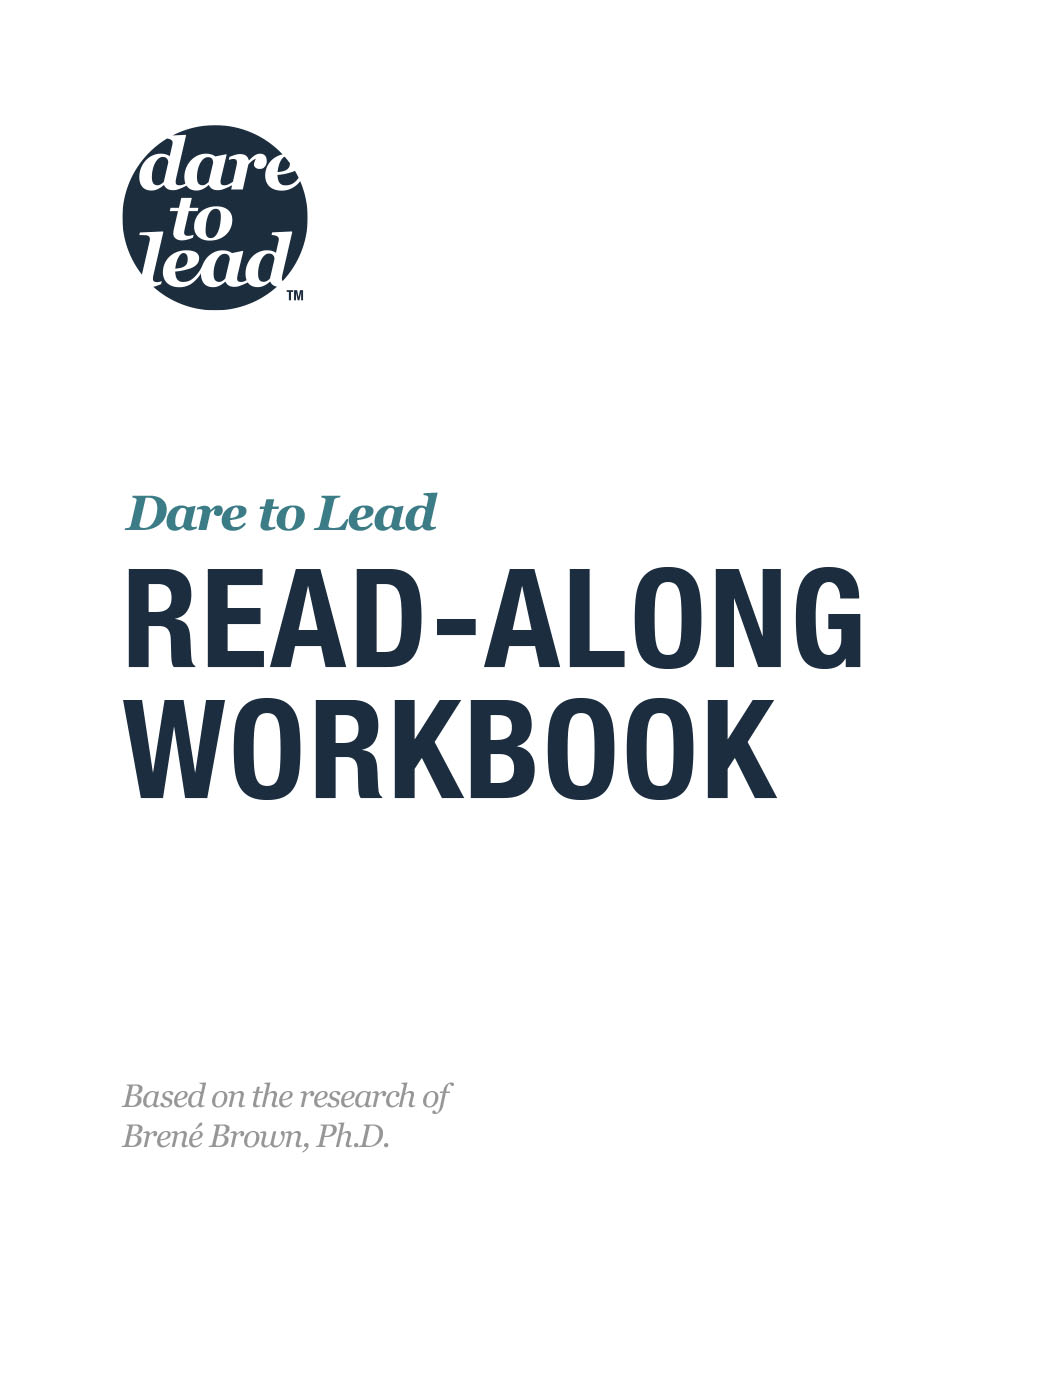 dare
to
lead
TM
Dare to Lead
READ-ALONG
WORKBOOK
Based on the research of
Brené Brown, Ph.D.